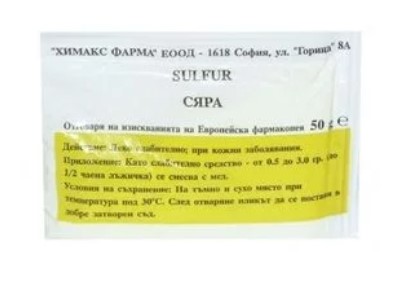 "ХИМАКС ФАРМА" ЕООД - 1618 София, ул. "Горица" 8А
SULFUR
СЯРА
Отговаря на изискванията на Европейска фармакопея 50 g e
Действие: Леко слабително; при кожни заболявания.
Приложение: Като слабително средство - от 0.5 до 3.0 гр. (до
1/2 чаена лъжичка) се смесва с мед.
Условия на съхранение: На тъмно и сухо място при
температура под 30°С. След отваряне пликът да се постави в
добре затворен съд.